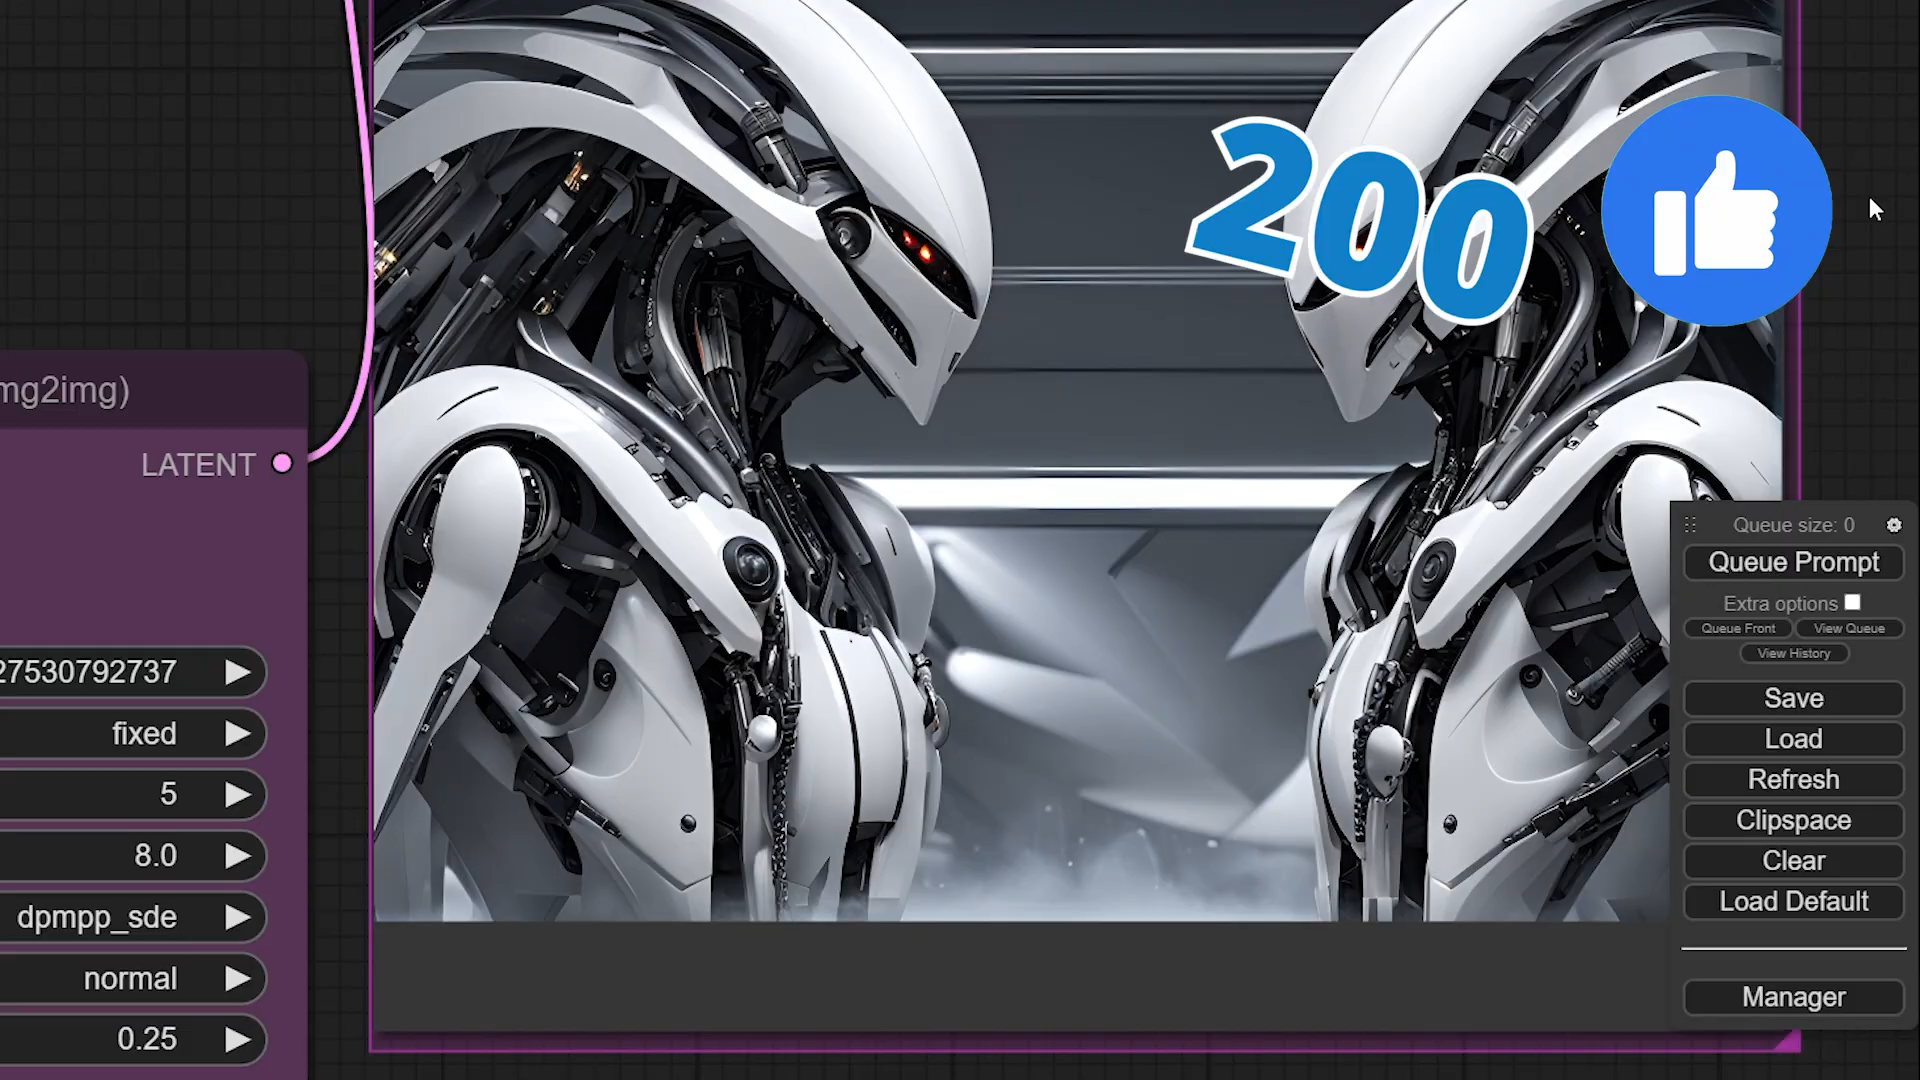 200
mg2img)
LATENT
27530792737
fixed
5
8.0
dpmpp_sde
normal
0.25
Queue size: 0
Queue Prompt
Extra options
Queue Front
View Queue
View History
Save
Load
Refresh
Clipspace
Clear
Load Default
Manager